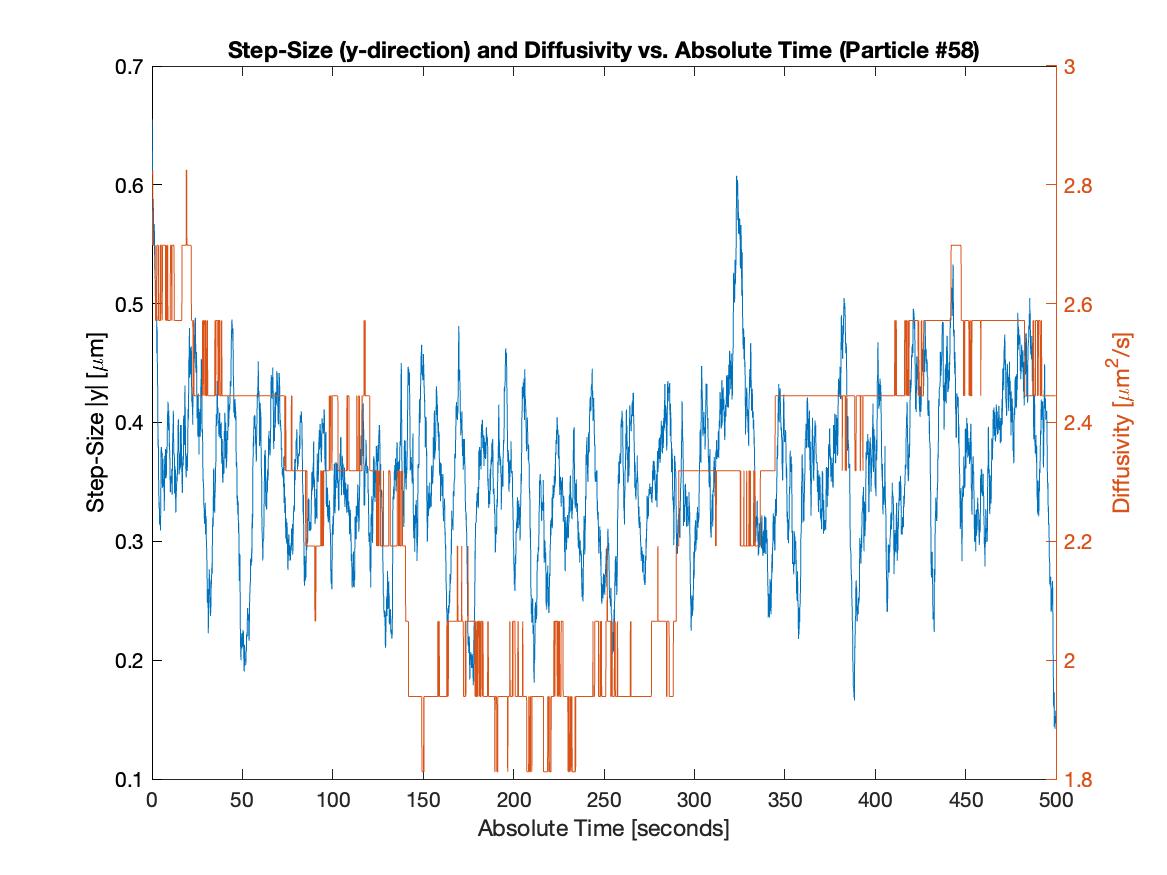 Step-Size (y-direction) and Diffusivity vs. Absolute Time (Particle #58)
0.7
0.6
0.5
0.4
0.3
0.2
0.1
Step-Size |y| [μm]
3
2.8
2.6
2.4
2.2
2
1.8
Diffusivity [μm²/s]
0 50 100 150 200 250 300 350 400 450 500
Absolute Time [seconds]